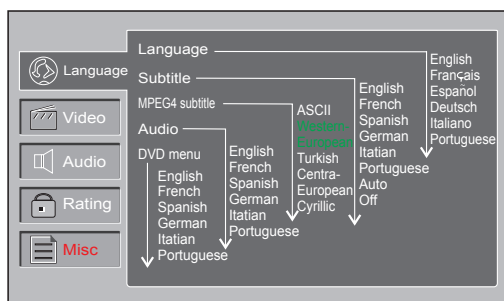 Language
Video
Audio
Rating
Misc
Language
English
Français
Español
Deutsch
Italiano
Portuguese
Subtitle
English
French
Spanish
German
Italian
Portuguese
Auto
Off
MPEG4 subtitle
ASCII
Western
European
Turkish
Centra-
European
Cyrillic
Audio
English
French
Spanish
German
Italian
Portuguese
DVD menu
English
French
Spanish
German
Italian
Portuguese